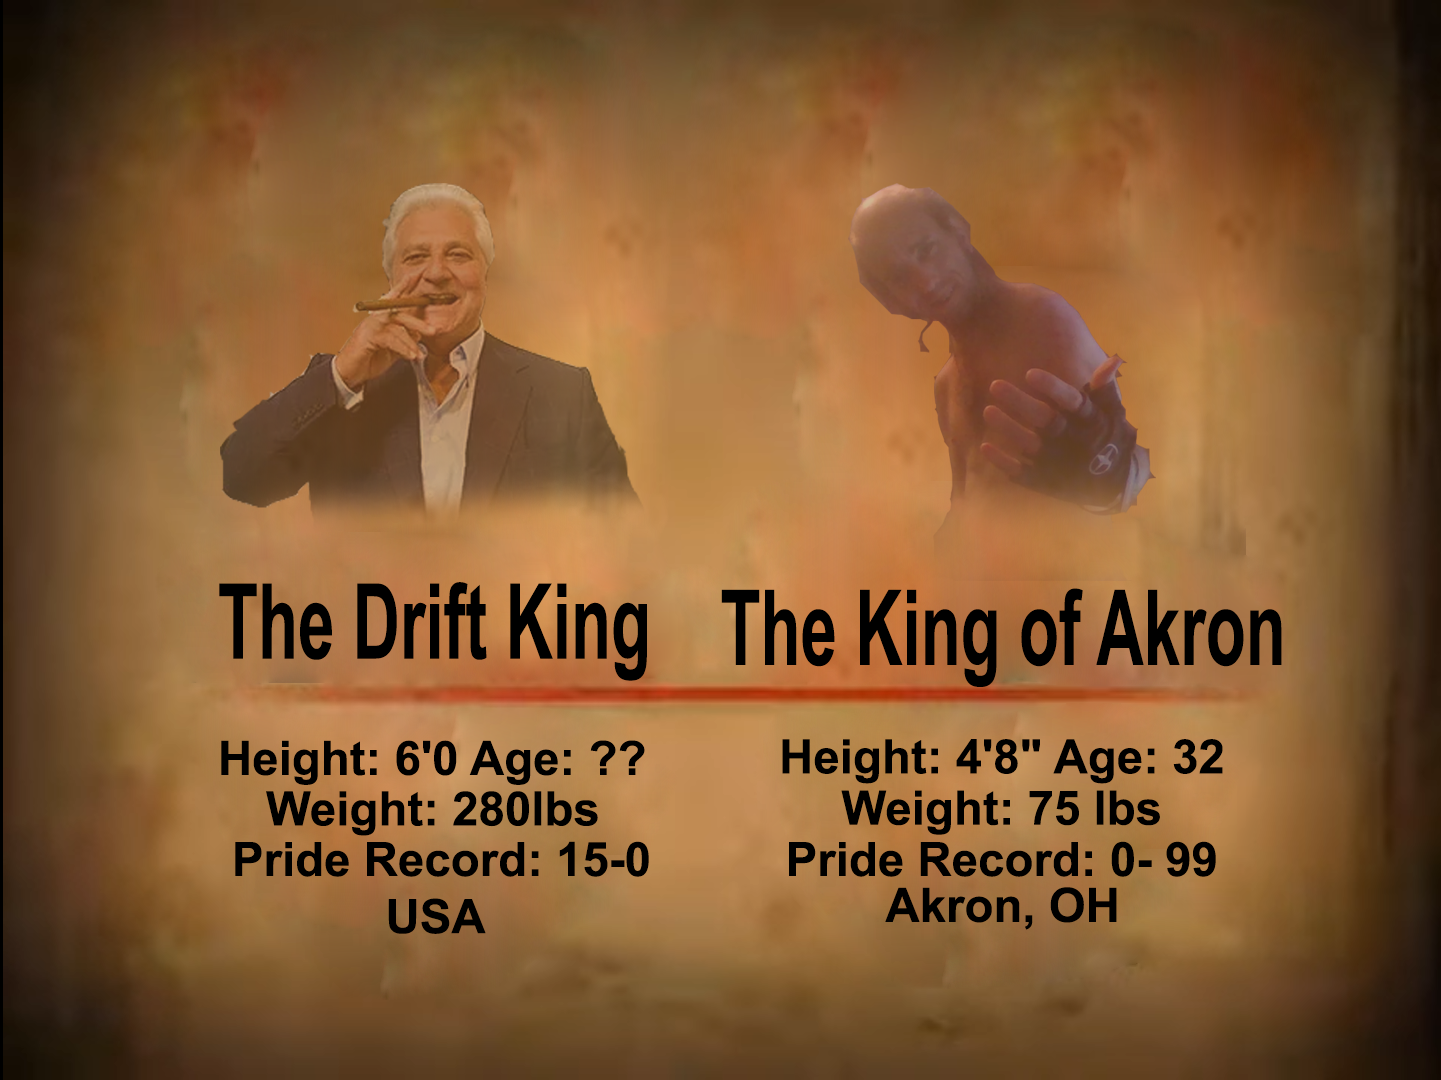 The Drift King
Height: 6'0 Age: ??
Weight: 280lbs
Pride Record: 15-0
USA
The King of Akron
Height: 4'8" Age: 32
Weight: 75 lbs
Pride Record: 0- 99
Akron, OH